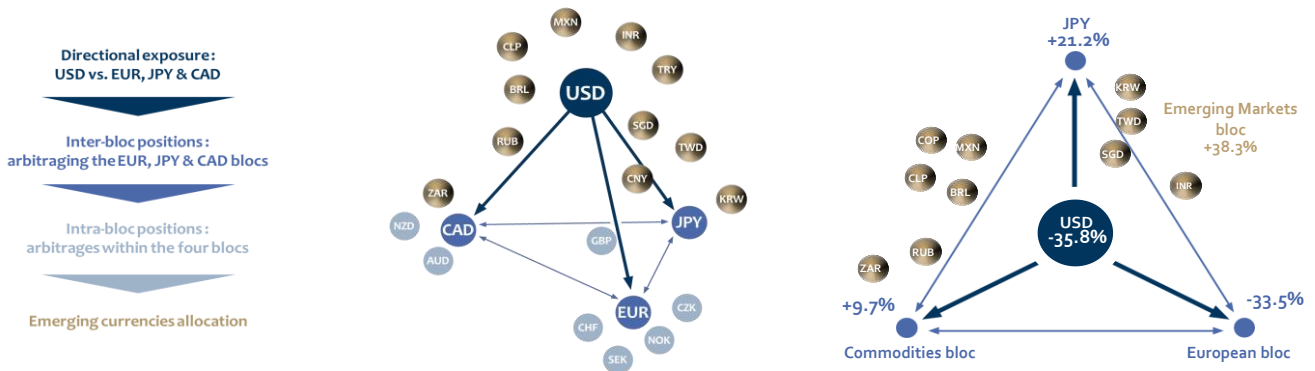 Directional exposure :
USD vs. EUR, JPY & CAD
Inter-bloc positions :
arbitraging the EUR, JPY & CAD blocs
Intra-bloc positions :
arbitrages within the four blocs
Emerging currencies allocation
MXN
INR
CLP
TRY
BRL
USD
SGD
RUB
TWD
CNY
ZAR
KRW
NZD
CAD
JPY
GBP
AUD
EUR
CZK
CHF
NOK
SEK
JPY
+21.2%
KRW
Emerging Markets
bloc
+38.3%
TWD
COP
MXN
SGD
CLP
BRL
INR
USD
-35.8%
RUB
ZAR
+9.7%
-33.5%
Commodities bloc
European bloc